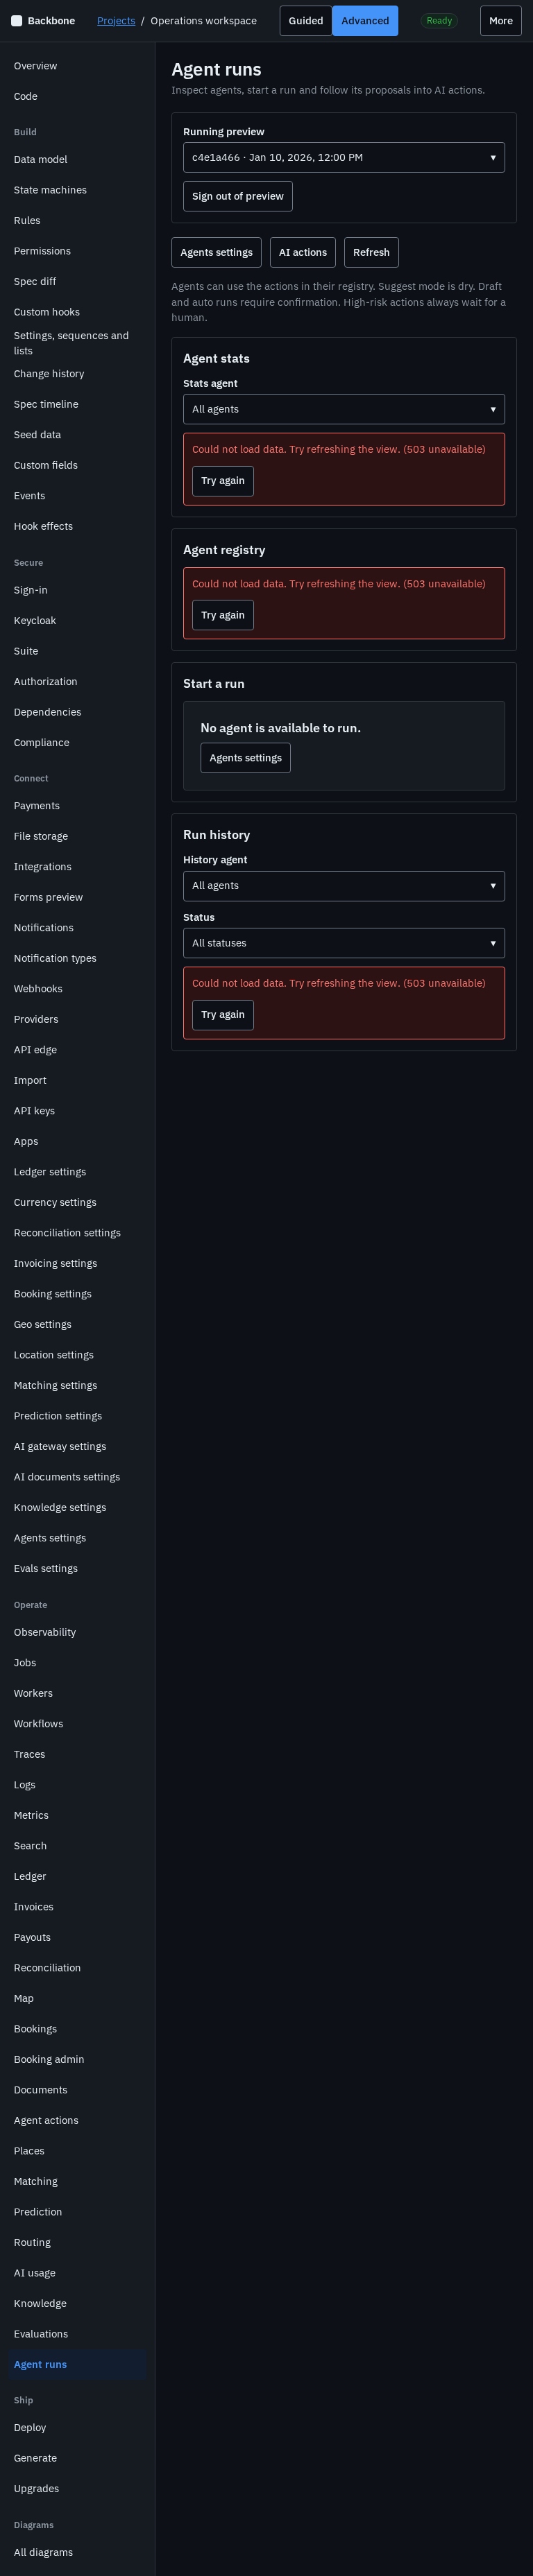 Backbone
Projects / Operations workspace
Guided
Advanced
Ready
More
Overview
Code
Build
Data model
State machines
Rules
Permissions
Spec diff
Custom hooks
Settings, sequences and
lists
Change history
Spec timeline
Seed data
Custom fields
Events
Hook effects
Secure
Sign-in
Keycloak
Suite
Authorization
Dependencies
Compliance
Connect
Payments
File storage
Integrations
Forms preview
Notifications
Notification types
Webhooks
Providers
API edge
Import
API keys
Apps
Ledger settings
Currency settings
Reconciliation settings
Invoicing settings
Booking settings
Geo settings
Location settings
Matching settings
Prediction settings
AI gateway settings
AI documents settings
Knowledge settings
Agents settings
Evals settings
Operate
Observability
Jobs
Workers
Workflows
Traces
Logs
Metrics
Search
Ledger
Invoices
Payouts
Reconciliation
Map
Bookings
Booking admin
Documents
Agent actions
Places
Matching
Prediction
Routing
AI usage
Knowledge
Evaluations
Agent runs
Ship
Deploy
Generate
Upgrades
Diagrams
All diagrams
Agent runs
Inspect agents, start a run and follow its proposals into AI actions.
Running preview
c4e1a466 · Jan 10, 2026, 12:00 PM ▾
Sign out of preview
Agents settings
AI actions
Refresh
Agents can use the actions in their registry. Suggest mode is dry. Draft
and auto runs require confirmation. High-risk actions always wait for a
human.
Agent stats
Stats agent
All agents ▾
Could not load data. Try refreshing the view. (503 unavailable)
Try again
Agent registry
Could not load data. Try refreshing the view. (503 unavailable)
Try again
Start a run
No agent is available to run.
Agents settings
Run history
History agent
All agents ▾
Status
All statuses ▾
Could not load data. Try refreshing the view. (503 unavailable)
Try again